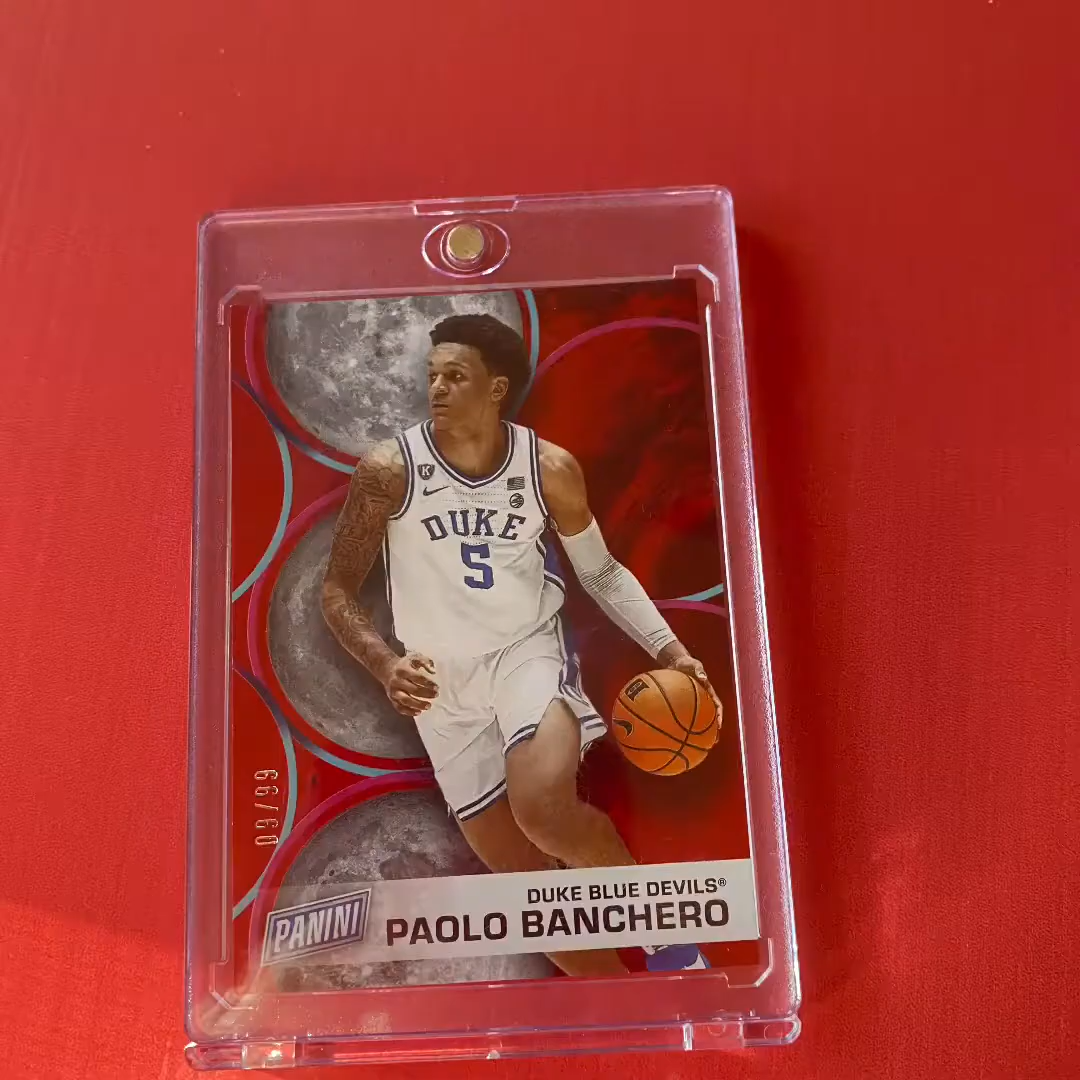 K
DUKE
5
09/99
DUKE BLUE DEVILS®
PANINI
PAOLO BANCHERO